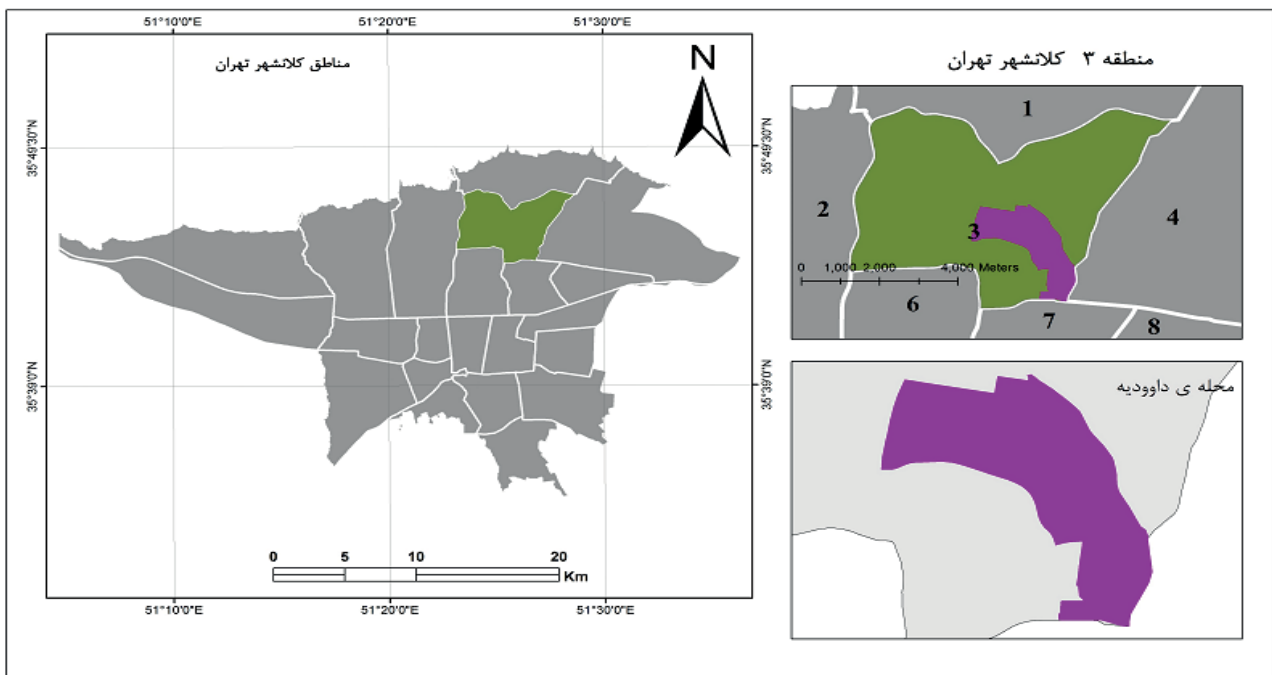 51°10'0"E 51°20'0"E 51°30'0"E
مناطق کلانشهر تهران
N
35°49'30"N
35°49'30"N
35°39'0"N
35°39'0"N
0 5 10 20
Km
51°10'0"E 51°20'0"E 51°30'0"E
منطقه ۳ کلانشهر تهران
1
2
3
4
0 1,000 2,000 4,000 Meters
6
7
8
محله ی داوودیه